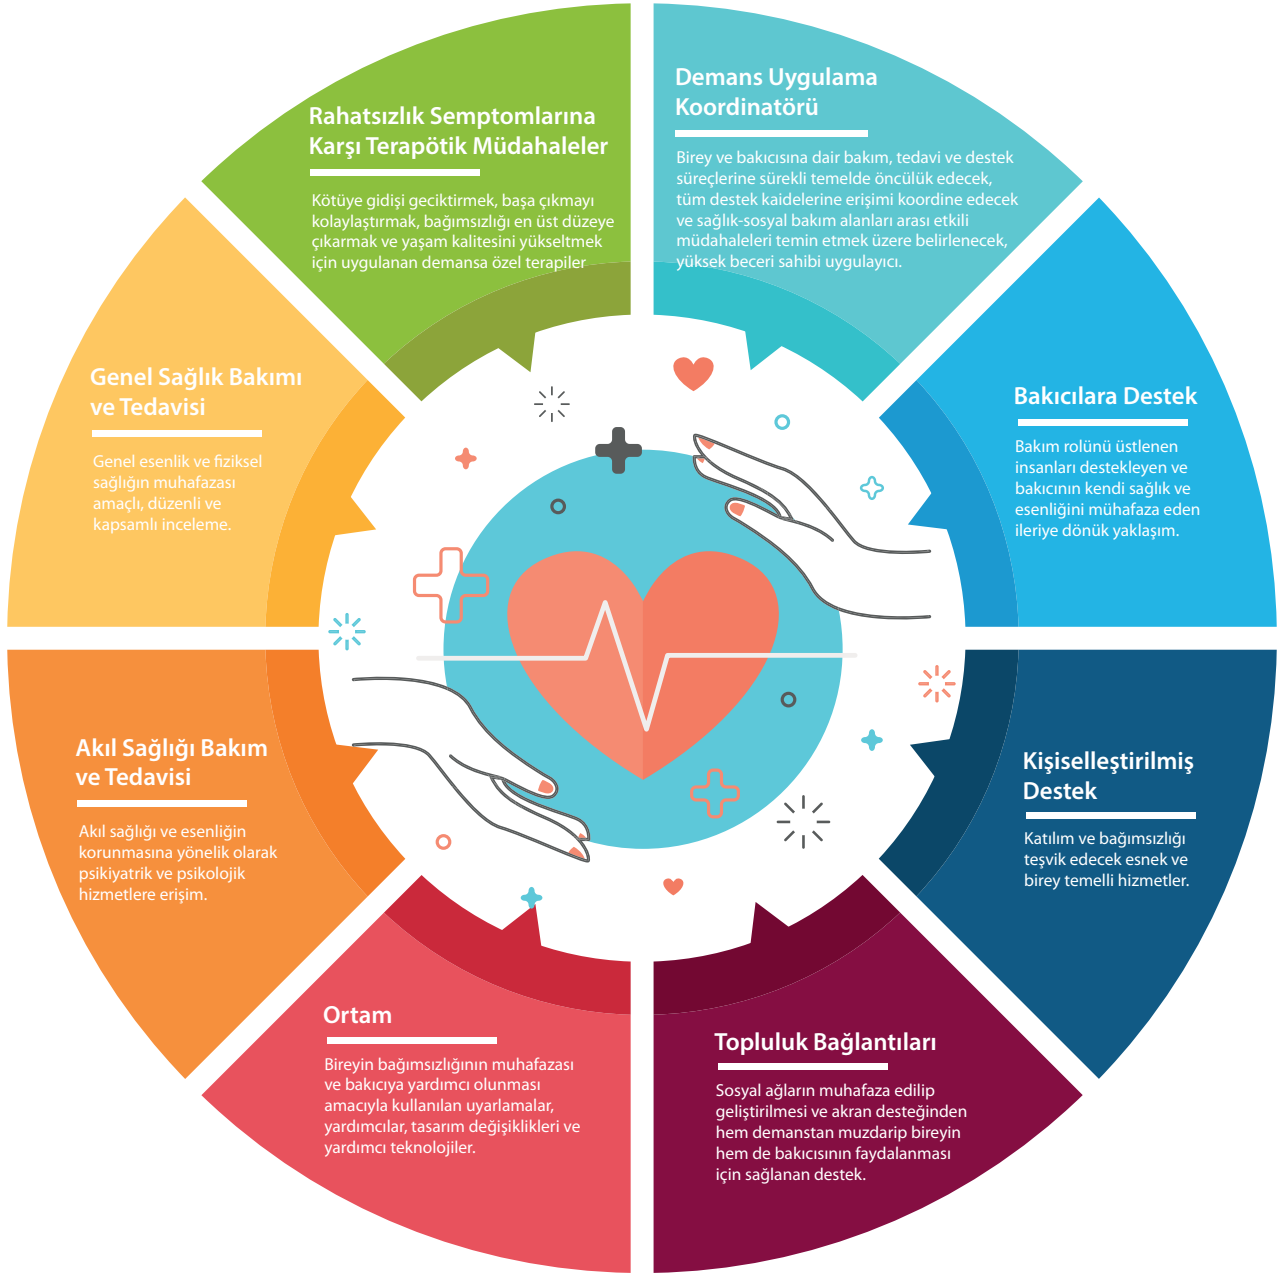 Demans Uygulama
Koordinatörü
Birey ve bakıcısına dair bakım, tedavi ve destek
süreçlerine sürekli temelde öncülük edecek,
tüm destek kaidelerine erişimi koordine edecek
ve sağlık-sosyal bakım alanları arası etkili
müdahaleleri temin etmek üzere belirlenecek,
yüksek beceri sahibi uygulayıcı.
Bakıcılara Destek
Bakım rolünü üstlenen
insanları destekleyen ve
bakıcının kendi sağlık ve
esenliğini mühafaza eden
ileriye dönük yaklaşım.
Kişiselleştirilmiş
Destek
Katılım ve bağımsızlığı
teşvik edecek esnek ve
birey temelli hizmetler.
Topluluk Bağlantıları
Sosyal ağların muhafaza edilip
geliştirilmesi ve akran desteğinden
hem demanstan muzdarip bireyin
hem de bakıcısının faydalanması
için sağlanan destek.
Ortam
Bireyin bağımsızlığının muhafazası
ve bakıcıya yardımcı olunması
amacıyla kullanılan uyarlamalar,
yardımcılar, tasarım değişiklikleri ve
yardımcı teknolojiler.
Akıl Sağlığı Bakım
ve Tedavisi
Akıl sağlığı ve esenliğin
korunmasına yönelik olarak
psikiyatrik ve psikolojik
hizmetlere erişim.
Genel Sağlık Bakımı
ve Tedavisi
Genel esenlik ve fiziksel
sağlığın muhafazası
amaçlı, düzenli ve
kapsamlı inceleme.
Rahatsızlık Semptomlarına
Karşı Terapötik Müdahaleler
Kötüye gidişi geciktirmek, başa çıkmayı
kolaylaştırmak, bağımsızlığı en üst düzeye
çıkarmak ve yaşam kalitesini yükseltmek
için uygulanan demansa özel terapiler